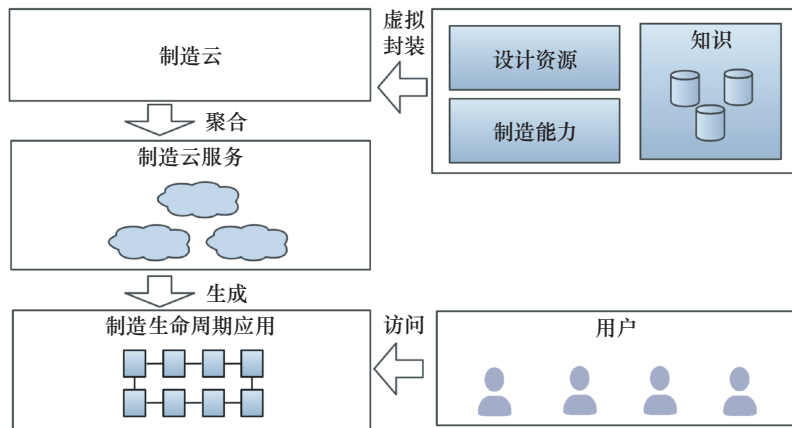 制造云
虚拟
封装
设计资源
知识
制造能力
聚合
制造云服务
生成
制造生命周期应用
访问
用户